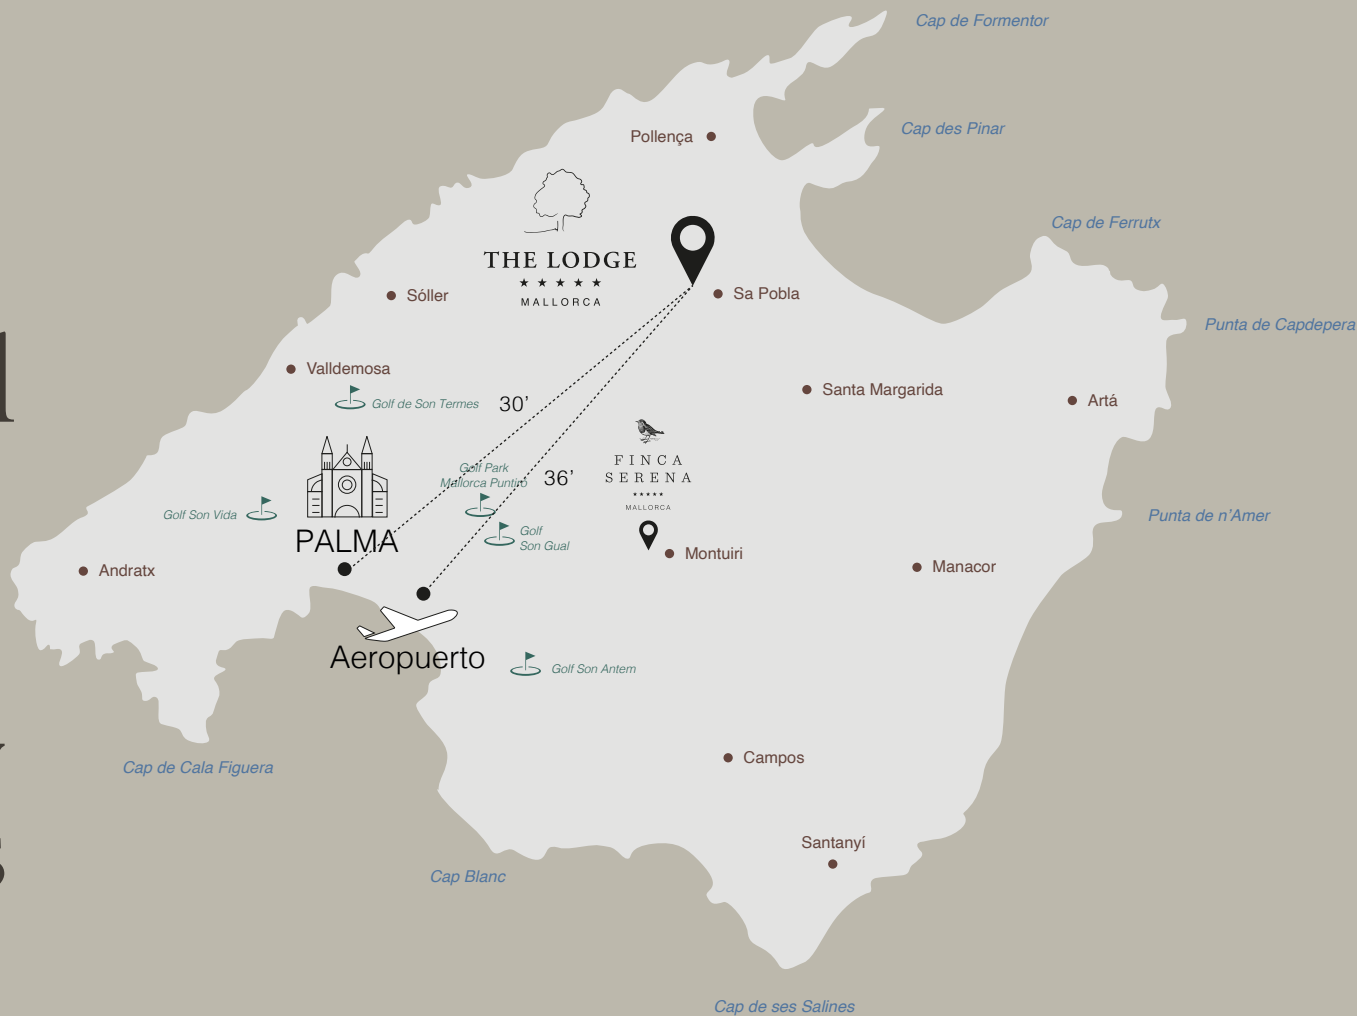 Cap de Formentor
Cap des Pinar
Pollença
Cap de Ferrutx
THE LODGE
★ ★ ★ ★ ★
MALLORCA
Sóller
Sa Pobla
Punta de Capdepera
Valldemosa
Golf de Son Termes
30’
Santa Margarida
Artá
FINCA
SERENA
★★★★★
MALLORCA
Golf Park
Mallorca Puntiro
36’
Golf Son Vida
PALMA
Golf
Son Gual
Punta de n’Amer
Montuiri
Manacor
Andratx
Aeropuerto
Golf Son Antem
Campos
Cap de Cala Figuera
Santanyí
Cap Blanc
Cap de ses Salines